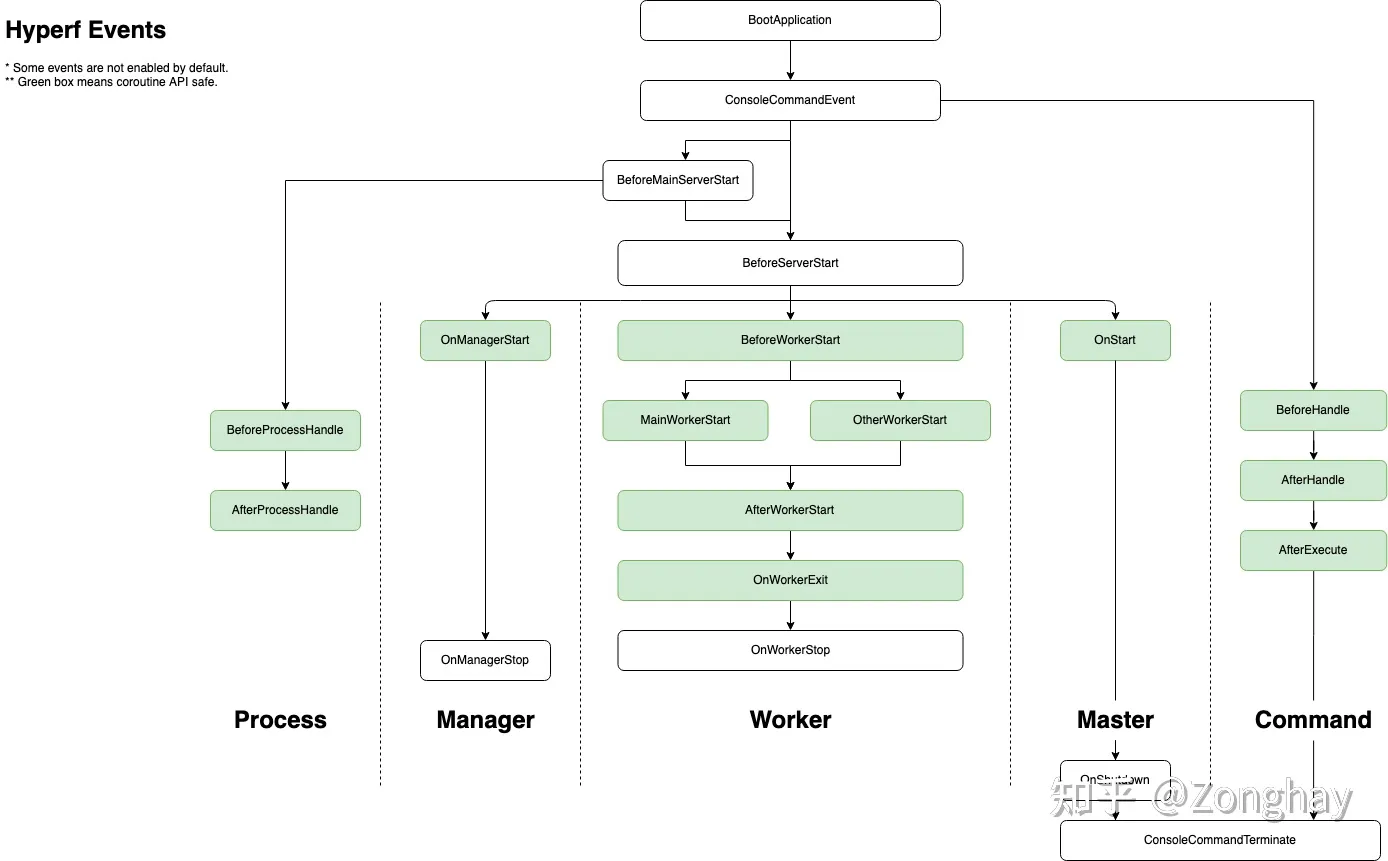 Hyperf Events
* Some events are not enabled by default.
** Green box means coroutine API safe.
BootApplication
ConsoleCommandEvent
BeforeMainServerStart
BeforeServerStart
OnManagerStart
BeforeWorkerStart
OnStart
MainWorkerStart
OtherWorkerStart
BeforeHandle
BeforeProcessHandle
AfterHandle
AfterProcessHandle
AfterWorkerStart
AfterExecute
OnWorkerExit
OnManagerStop
OnWorkerStop
Process
Manager
Worker
Master
Command
OnShutdown
知乎 @Zonghay
ConsoleCommandTerminate